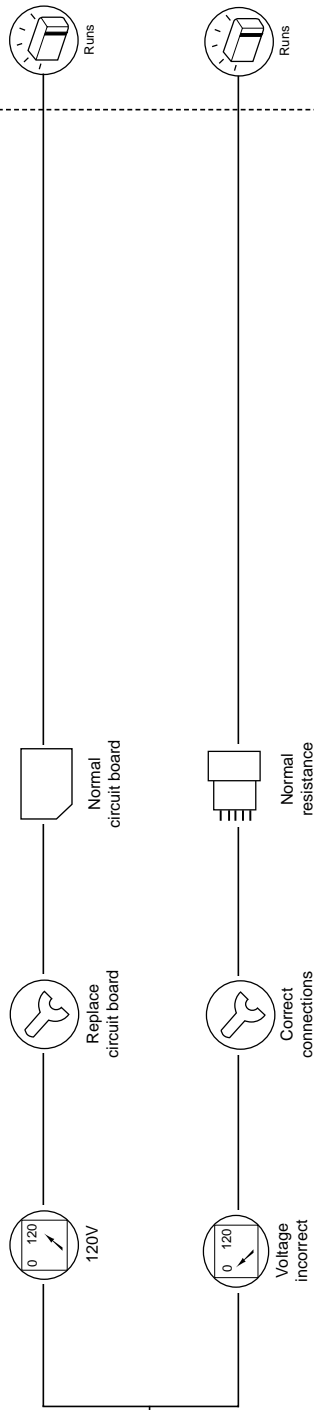 0 120
120V
Replace
circuit board
Normal
circuit board
Runs
0 120
Voltage
incorrect
Correct
connections
Normal
resistance
Runs